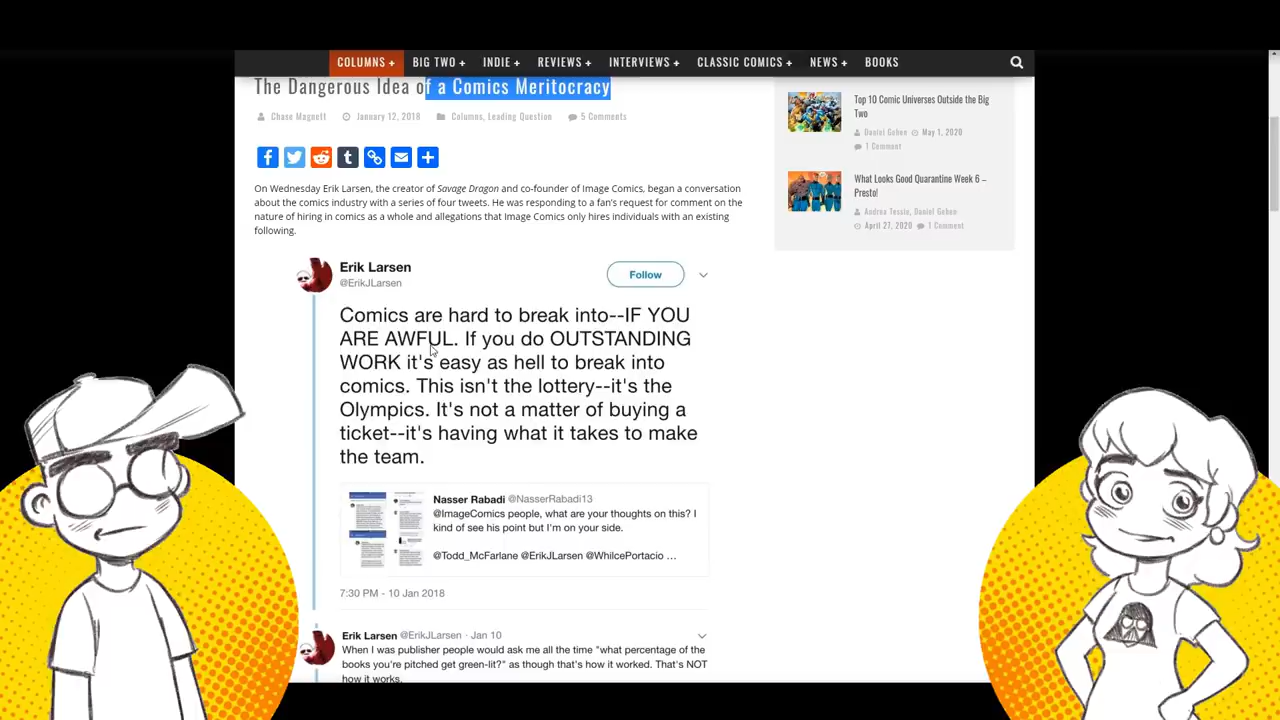 COLUMNS + BIG TWO + INDIE + REVIEWS + INTERVIEWS + CLASSIC COMICS + NEWS + BOOKS
The Dangerous Idea of a Comics Meritocracy
Chase Magnett January 12, 2018 Columns, Leading Question 5 Comments
On Wednesday Erik Larsen, the creator of Savage Dragon and co-founder of Image Comics, began a conversation
about the comics industry with a series of four tweets. He was responding to a fan's request for comment on the
nature of hiring in comics as a whole and allegations that Image Comics only hires individuals with an existing
following.
Erik Larsen
@ErikJLarsen
Follow
Comics are hard to break into--IF YOU
ARE AWFUL. If you do OUTSTANDING
WORK it's easy as hell to break into
comics. This isn't the lottery--it's the
Olympics. It's not a matter of buying a
ticket--it's having what it takes to make
the team.
Nasser Rabadi @NasserRabadi13
@ImageComics people, what are your thoughts on this? I
kind of see his point but I'm on your side.
@Todd_McFarlane @ErikJLarsen @WhilcePortacio ...
7:30 PM - 10 Jan 2018
Erik Larsen @ErikJLarsen · Jan 10
When I was publisher people would ask me all the time "what percentage of the
books you're pitched get green-lit?" as though that's how it worked. That's NOT
how it works.
Top 10 Comic Universes Outside the Big
Two
Daniel Gehen May 1, 2020
1 Comment
What Looks Good Quarantine Week 6 –
Presto!
Andrea Tessio, Daniel Gehen
April 27, 2020 1 Comment